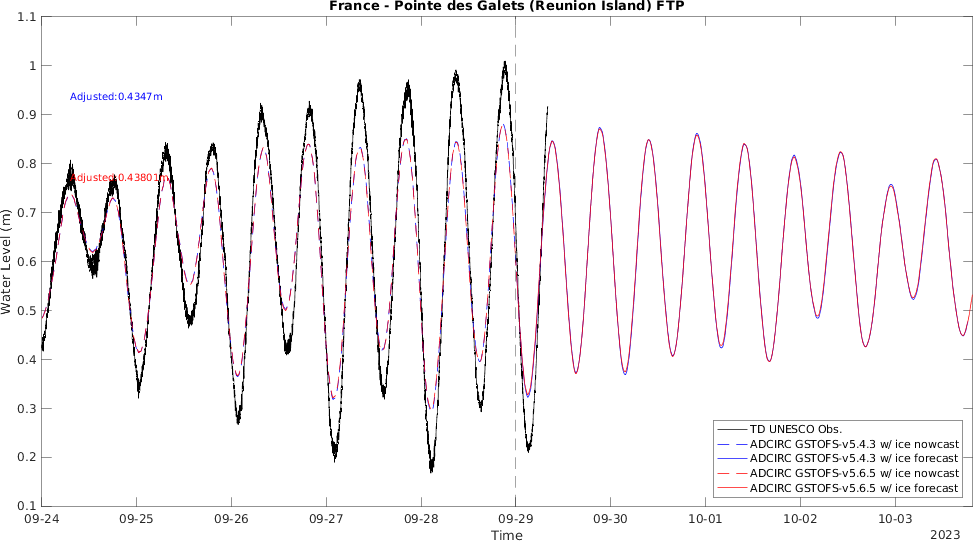 France - Pointe des Galets (Reunion Island) FTP
1.1
1
0.9
0.8
0.7
0.6
0.5
0.4
0.3
0.2
0.1
Water Level (m)
Adjusted:0.4347m
Adjusted:0.43801m
TD UNESCO Obs.
ADCIRC GSTOFS-v5.4.3 w/ ice nowcast
ADCIRC GSTOFS-v5.4.3 w/ ice forecast
ADCIRC GSTOFS-v5.6.5 w/ ice nowcast
ADCIRC GSTOFS-v5.6.5 w/ ice forecast
09-24 09-25 09-26 09-27 09-28 09-29 09-30 10-01 10-02 10-03
Time
2023